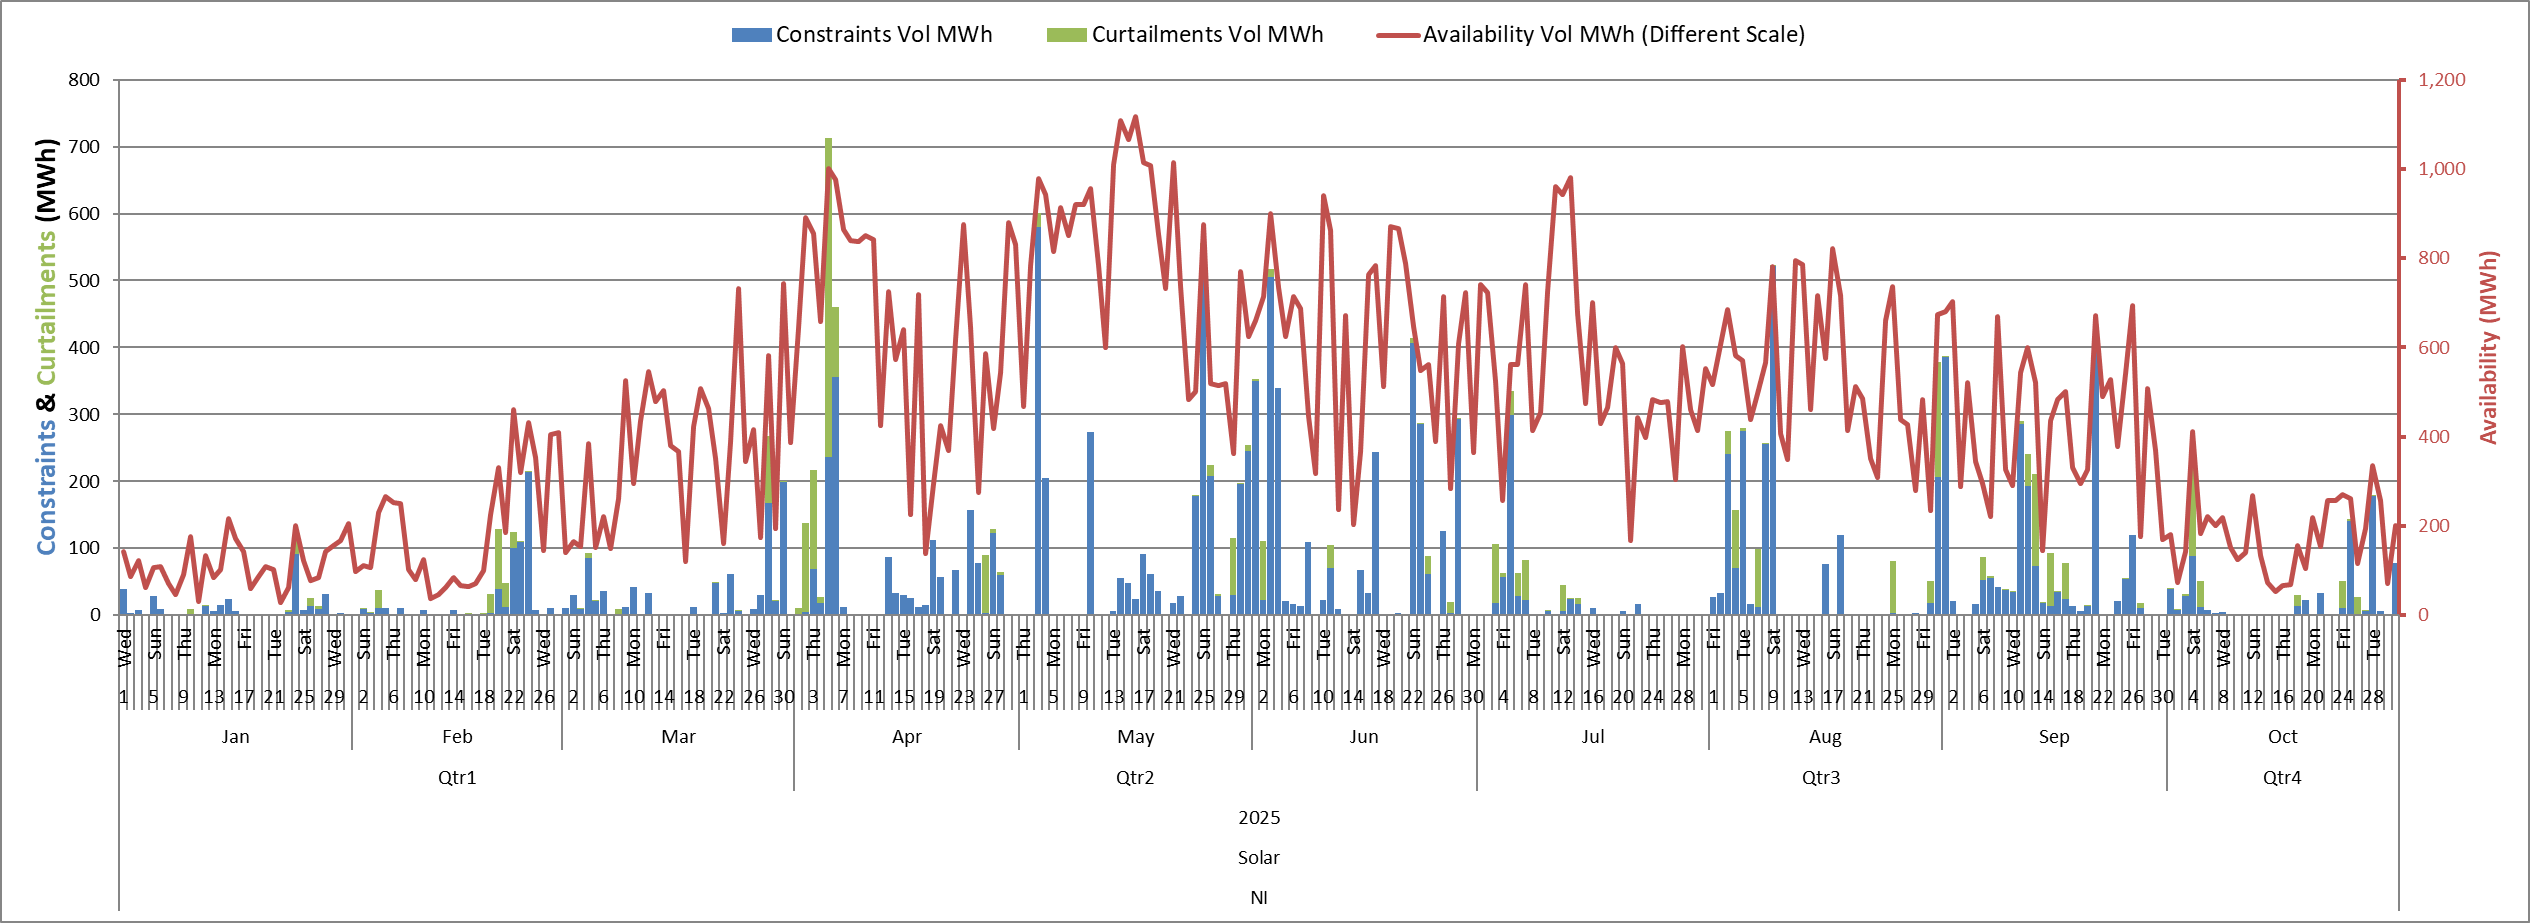 Constraints Vol MWh Curtailments Vol MWh Availability Vol MWh (Different Scale)
Constraints & Curtailments (MWh)
800
700
600
500
400
300
200
100
0
1,200
1,000
800
600
400
200
0
Availability (MWh)
Wed Sun Thu Mon Fri Tue Sat Wed Sun Thu Mon Fri Tue Sat Wed Sun Thu Mon Fri Tue Sat Wed Sun Thu Mon Fri Tue Sat Wed Sun Thu Mon Fri Tue Sat Wed Sun Thu Mon Fri Tue Sat Wed Sun Thu Mon Fri Tue Sat Wed Sun Thu Mon Fri Tue Sat Wed Sun Thu Mon Fri Tue Sat Wed Sun Thu Mon Fri Tue Sat Wed Sun Thu Mon Fri Tue
1 5 9 13 17 21 25 29 2 6 10 14 18 22 26 2 6 10 14 18 22 26 30 3 7 11 15 19 23 27 1 5 9 13 17 21 25 29 2 6 10 14 18 22 26 30 4 8 12 16 20 24 28 1 5 9 13 17 21 25 29 2 6 10 14 18 22 26 30 4 8 12 16 20 24 28
Jan Feb Mar Apr May Jun Jul Aug Sep Oct
Qtr1 Qtr2 Qtr3 Qtr4
2025
Solar
NI